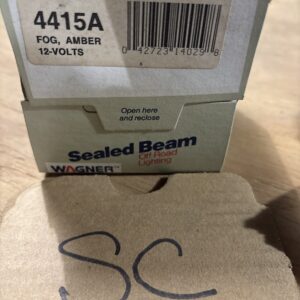 4415A
FOG, AMBER
12-VOLTS
0 42723 14029 8
Open here
and reclose
Sealed Beam
Off Road
Lighting
WAGNER
SC